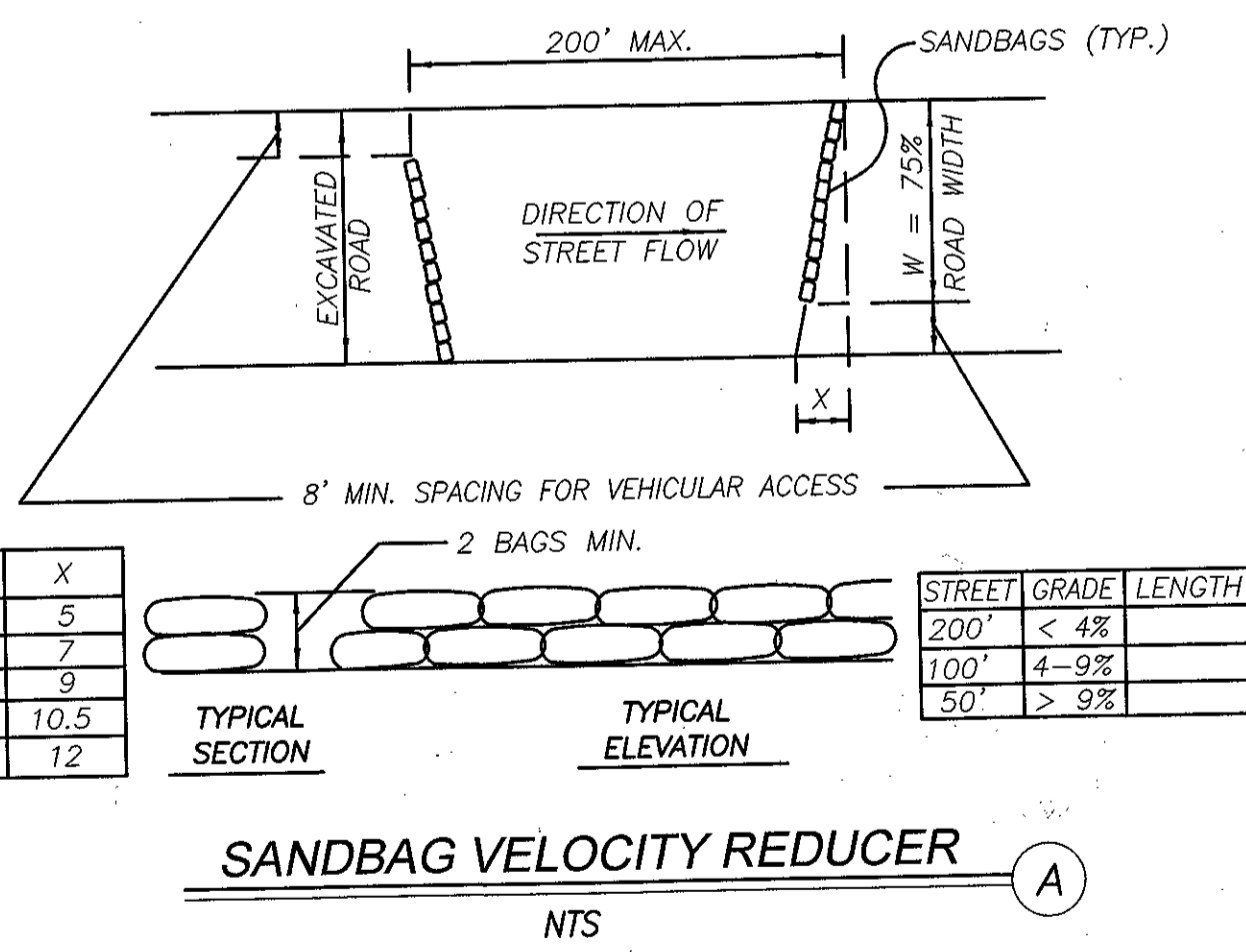 200' MAX.
SANDBAGS (TYP.)
EXCAVATED
ROAD
DIRECTION OF
STREET FLOW
W = 75%
ROAD WIDTH
X
8' MIN. SPACING FOR VEHICULAR ACCESS
2 BAGS MIN.
X
5
7
9
10.5
12
TYPICAL
SECTION
TYPICAL
ELEVATION
STREET GRADE LENGTH
200' < 4%
100' 4-9%
50' > 9%
SANDBAG VELOCITY REDUCER
A
NTS